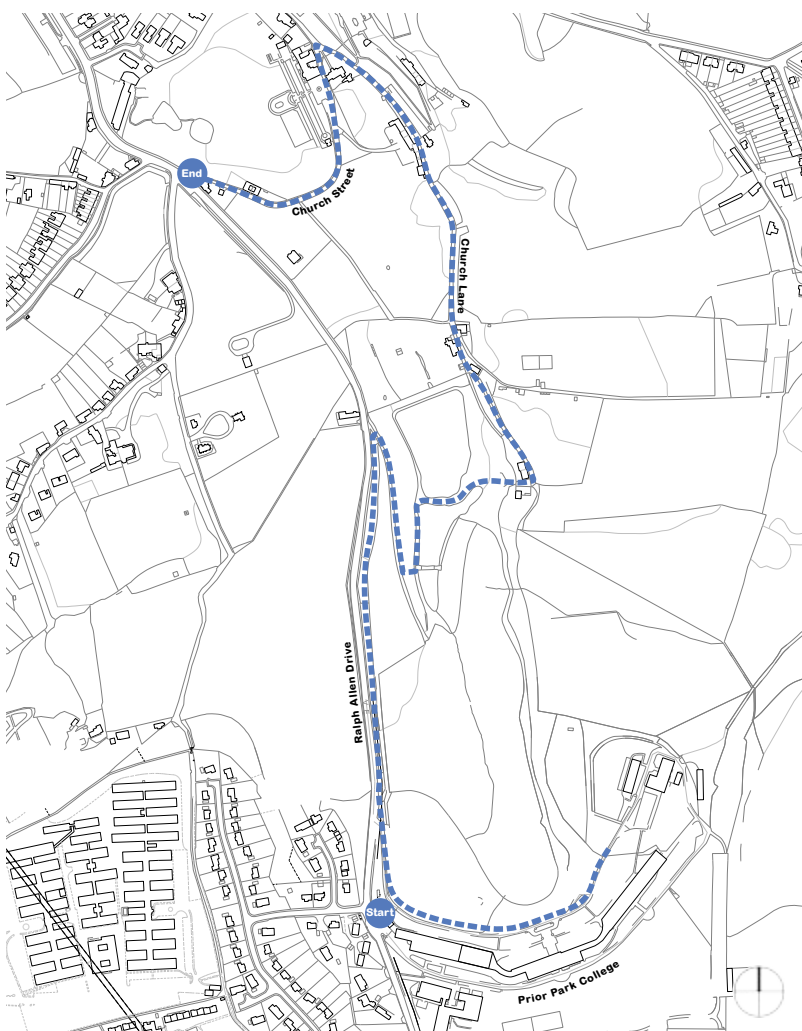 End
Church Street
Church Lane
Ralph Allen Drive
Start
Prior Park College